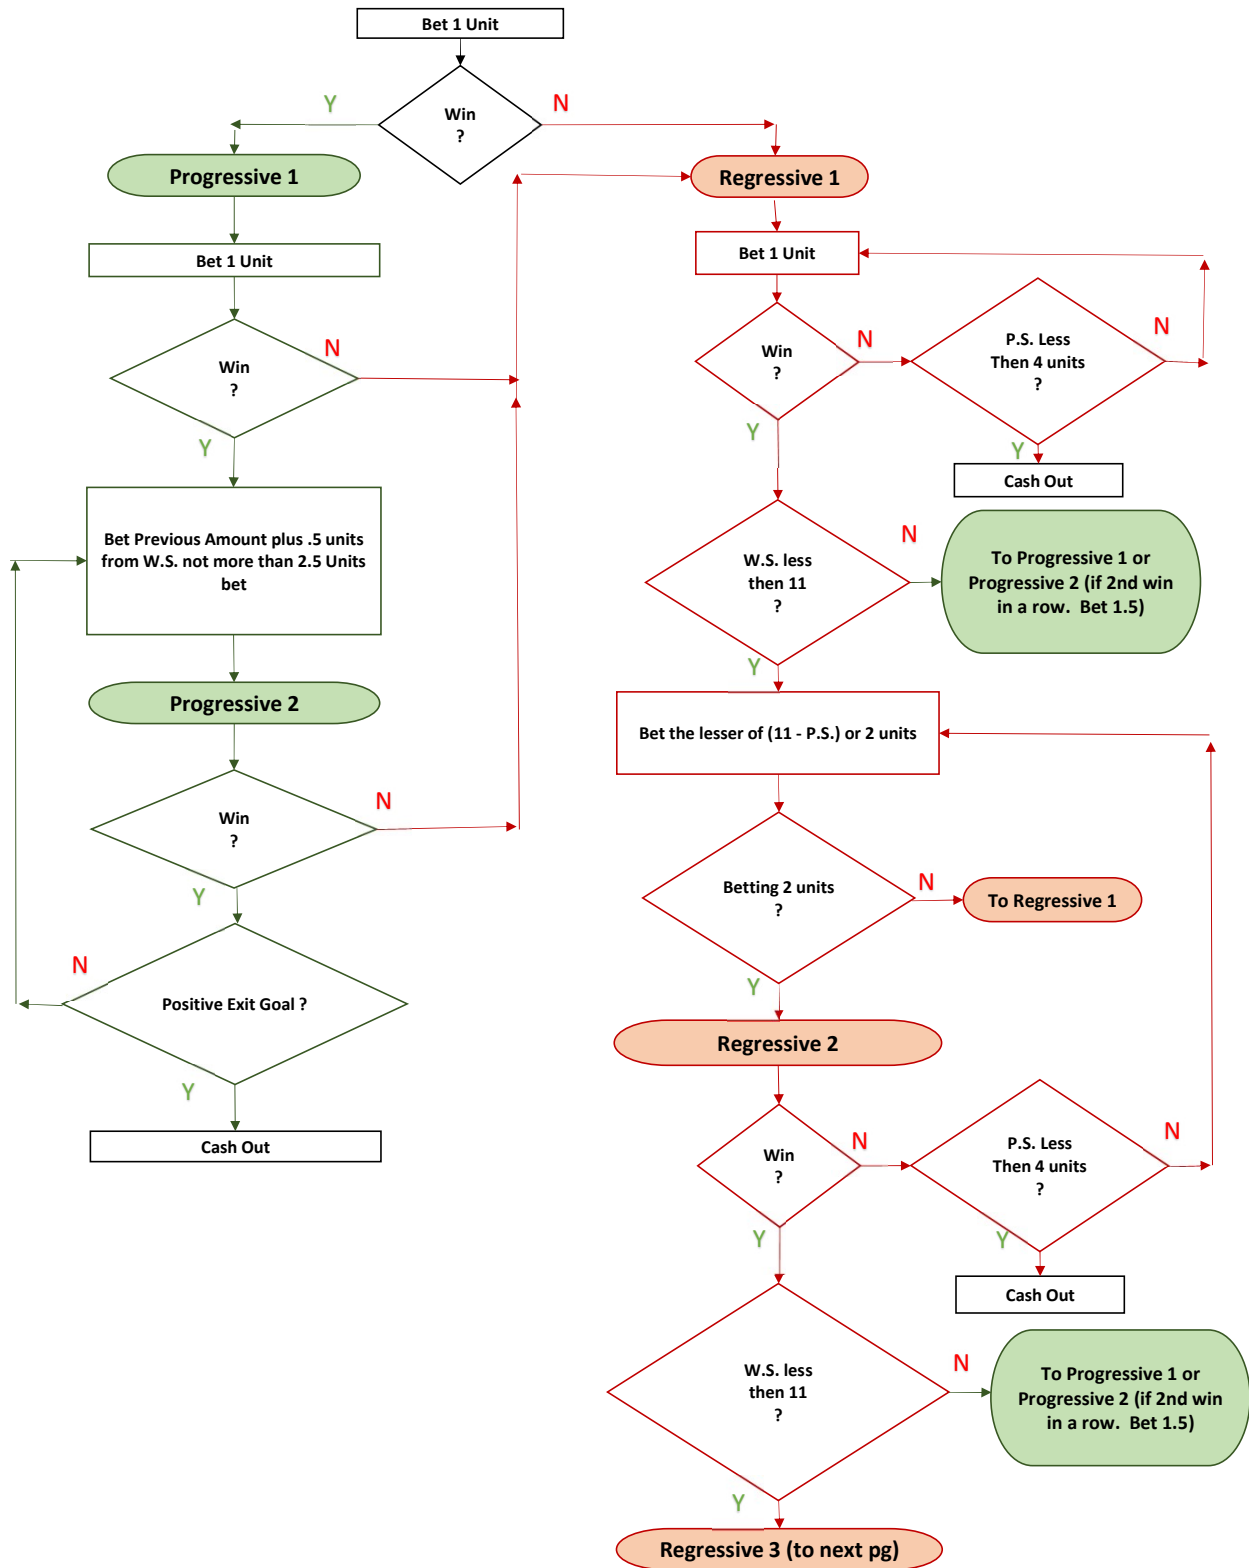 Bet 1 Unit
Win
?
Y
N
Progressive 1
Bet 1 Unit
Win
?
N
Y
Bet Previous Amount plus .5 units
from W.S. not more than 2.5 Units
bet
Progressive 2
Win
?
N
Y
Positive Exit Goal ?
N
Y
Cash Out
Regressive 1
Bet 1 Unit
Win
?
N
P.S. Less
Then 4 units
?
N
Y
Cash Out
Y
W.S. less
then 11
?
N
To Progressive 1 or
Progressive 2 (if 2nd win
in a row.  Bet 1.5)
Y
Bet the lesser of (11 - P.S.) or 2 units
Betting 2 units
?
N
To Regressive 1
Y
Regressive 2
Win
?
N
P.S. Less
Then 4 units
?
N
Y
Cash Out
Y
W.S. less
then 11
?
N
To Progressive 1 or
Progressive 2 (if 2nd win
in a row.  Bet 1.5)
Y
Regressive 3 (to next pg)